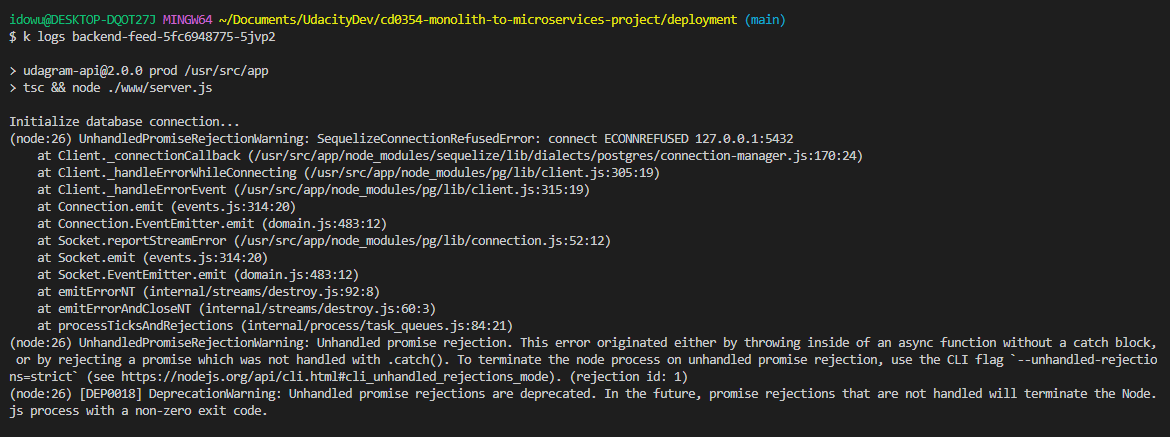 idowu@DESKTOP-DQOT27J MINGW64 ~/Documents/UdacityDev/cd0354-monolith-to-microservices-project/deployment (main)
$ k logs backend-feed-5fc6948775-5jvp2
> udagram-api@2.0.0 prod /usr/src/app
> tsc && node ./www/server.js
Initialize database connection...
(node:26) UnhandledPromiseRejectionWarning: SequelizeConnectionRefusedError: connect ECONNREFUSED 127.0.0.1:5432
    at Client._connectionCallback (/usr/src/app/node_modules/sequelize/lib/dialects/postgres/connection-manager.js:170:24)
    at Client._handleErrorWhileConnecting (/usr/src/app/node_modules/pg/lib/client.js:305:19)
    at Client._handleErrorEvent (/usr/src/app/node_modules/pg/lib/client.js:315:19)
    at Connection.emit (events.js:314:20)
    at Connection.EventEmitter.emit (domain.js:483:12)
    at Socket.reportStreamError (/usr/src/app/node_modules/pg/lib/connection.js:52:12)
    at Socket.emit (events.js:314:20)
    at Socket.EventEmitter.emit (domain.js:483:12)
    at emitErrorNT (internal/streams/destroy.js:92:8)
    at emitErrorAndCloseNT (internal/streams/destroy.js:60:3)
    at processTicksAndRejections (internal/process/task_queues.js:84:21)
(node:26) UnhandledPromiseRejectionWarning: Unhandled promise rejection. This error originated either by throwing inside of an async function without a catch block,
 or by rejecting a promise which was not handled with .catch(). To terminate the node process on unhandled promise rejection, use the CLI flag `--unhandled-rejectio
ns=strict` (see https://nodejs.org/api/cli.html#cli_unhandled_rejections_mode). (rejection id: 1)
(node:26) [DEP0018] DeprecationWarning: Unhandled promise rejections are deprecated. In the future, promise rejections that are not handled will terminate the Node.
js process with a non-zero exit code.